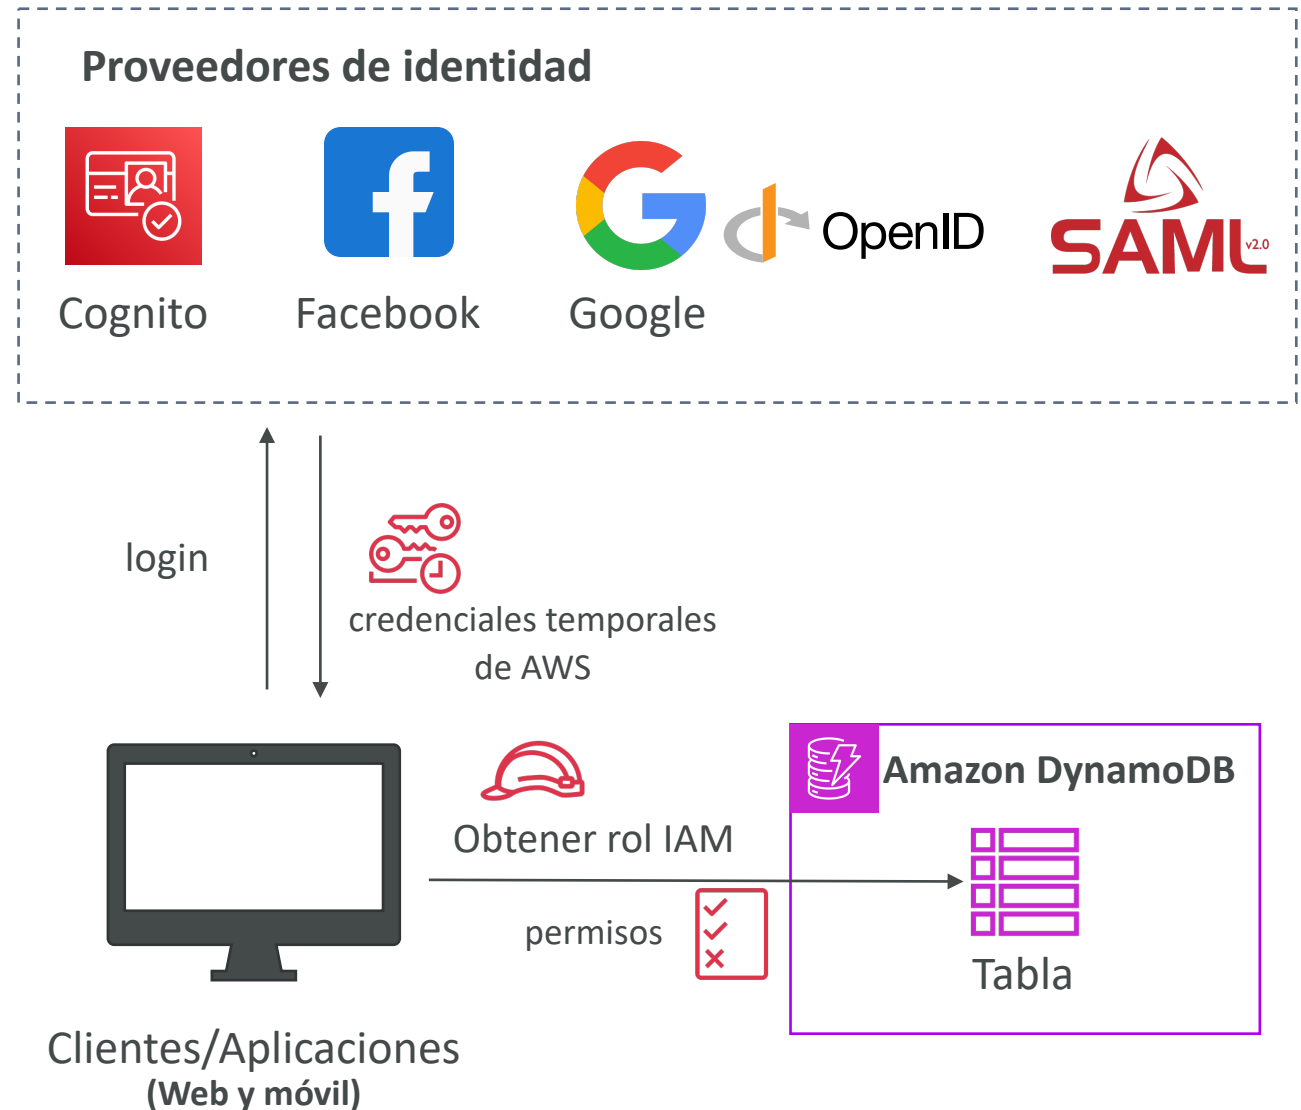 Proveedores de identidad
Cognito
Facebook
Google
OpenID
SAML v2.0
login
credenciales temporales
de AWS
Obtener rol IAM
permisos
Amazon DynamoDB
Tabla
Clientes/Aplicaciones
(Web y móvil)